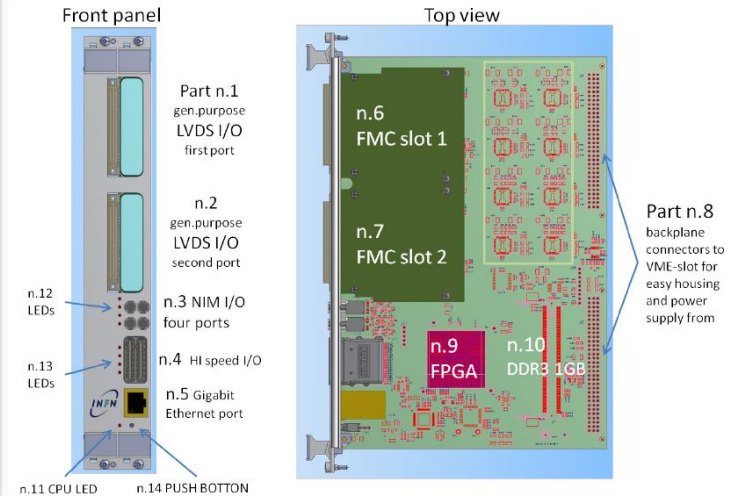 Front panel
Top view
Part n.1
gen.purpose
LVDS I/O
first port
n.2
gen.purpose
LVDS I/O
second port
n.12
LEDs
n.3 NIM I/O
four ports
n.13
LEDs
n.4 HI speed I/O
n.5 Gigabit
Ethernet port
INFN
n.11 CPU LED
n.14 PUSH BOTTON
n.6
FMC slot 1
n.7
FMC slot 2
n.9
FPGA
n.10
DDR3 1GB
Part n.8
backplane
connectors to
VME-slot for
easy housing
and power
supply from